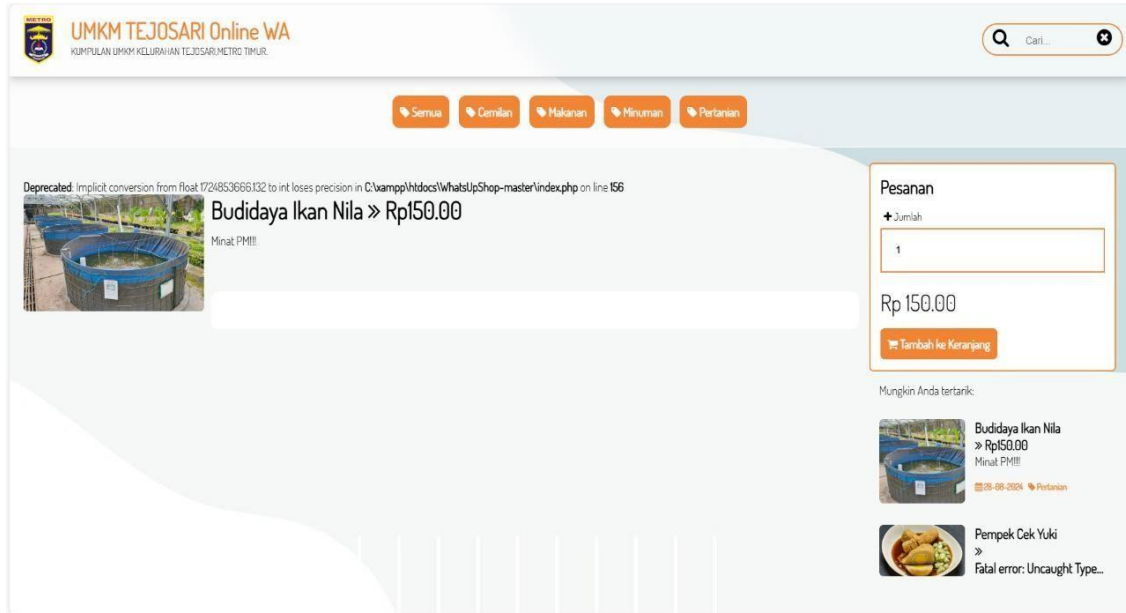 METRO
UMKM TEJOSARI Online WA
KUMPULAN UMKM KELURAHAN TEJOSARI,METRO TIMUR.
Cari...
Semua
Cemilan
Makanan
Minuman
Pertanian
Deprecated: Implicit conversion from float 1724853666.132 to int loses precision in C:\xampp\htdocs\WhatsUpShop-master\index.php on line 156
Budidaya Ikan Nila » Rp150.00
Minat PM!!!
Pesanan
Jumlah
1
Rp 150.00
Tambah ke Keranjang
Mungkin Anda tertarik:
Budidaya Ikan Nila
» Rp150.00
Minat PM!!!
28-08-2024 Pertanian
Pempek Cek Yuki
»
Fatal error: Uncaught Type...